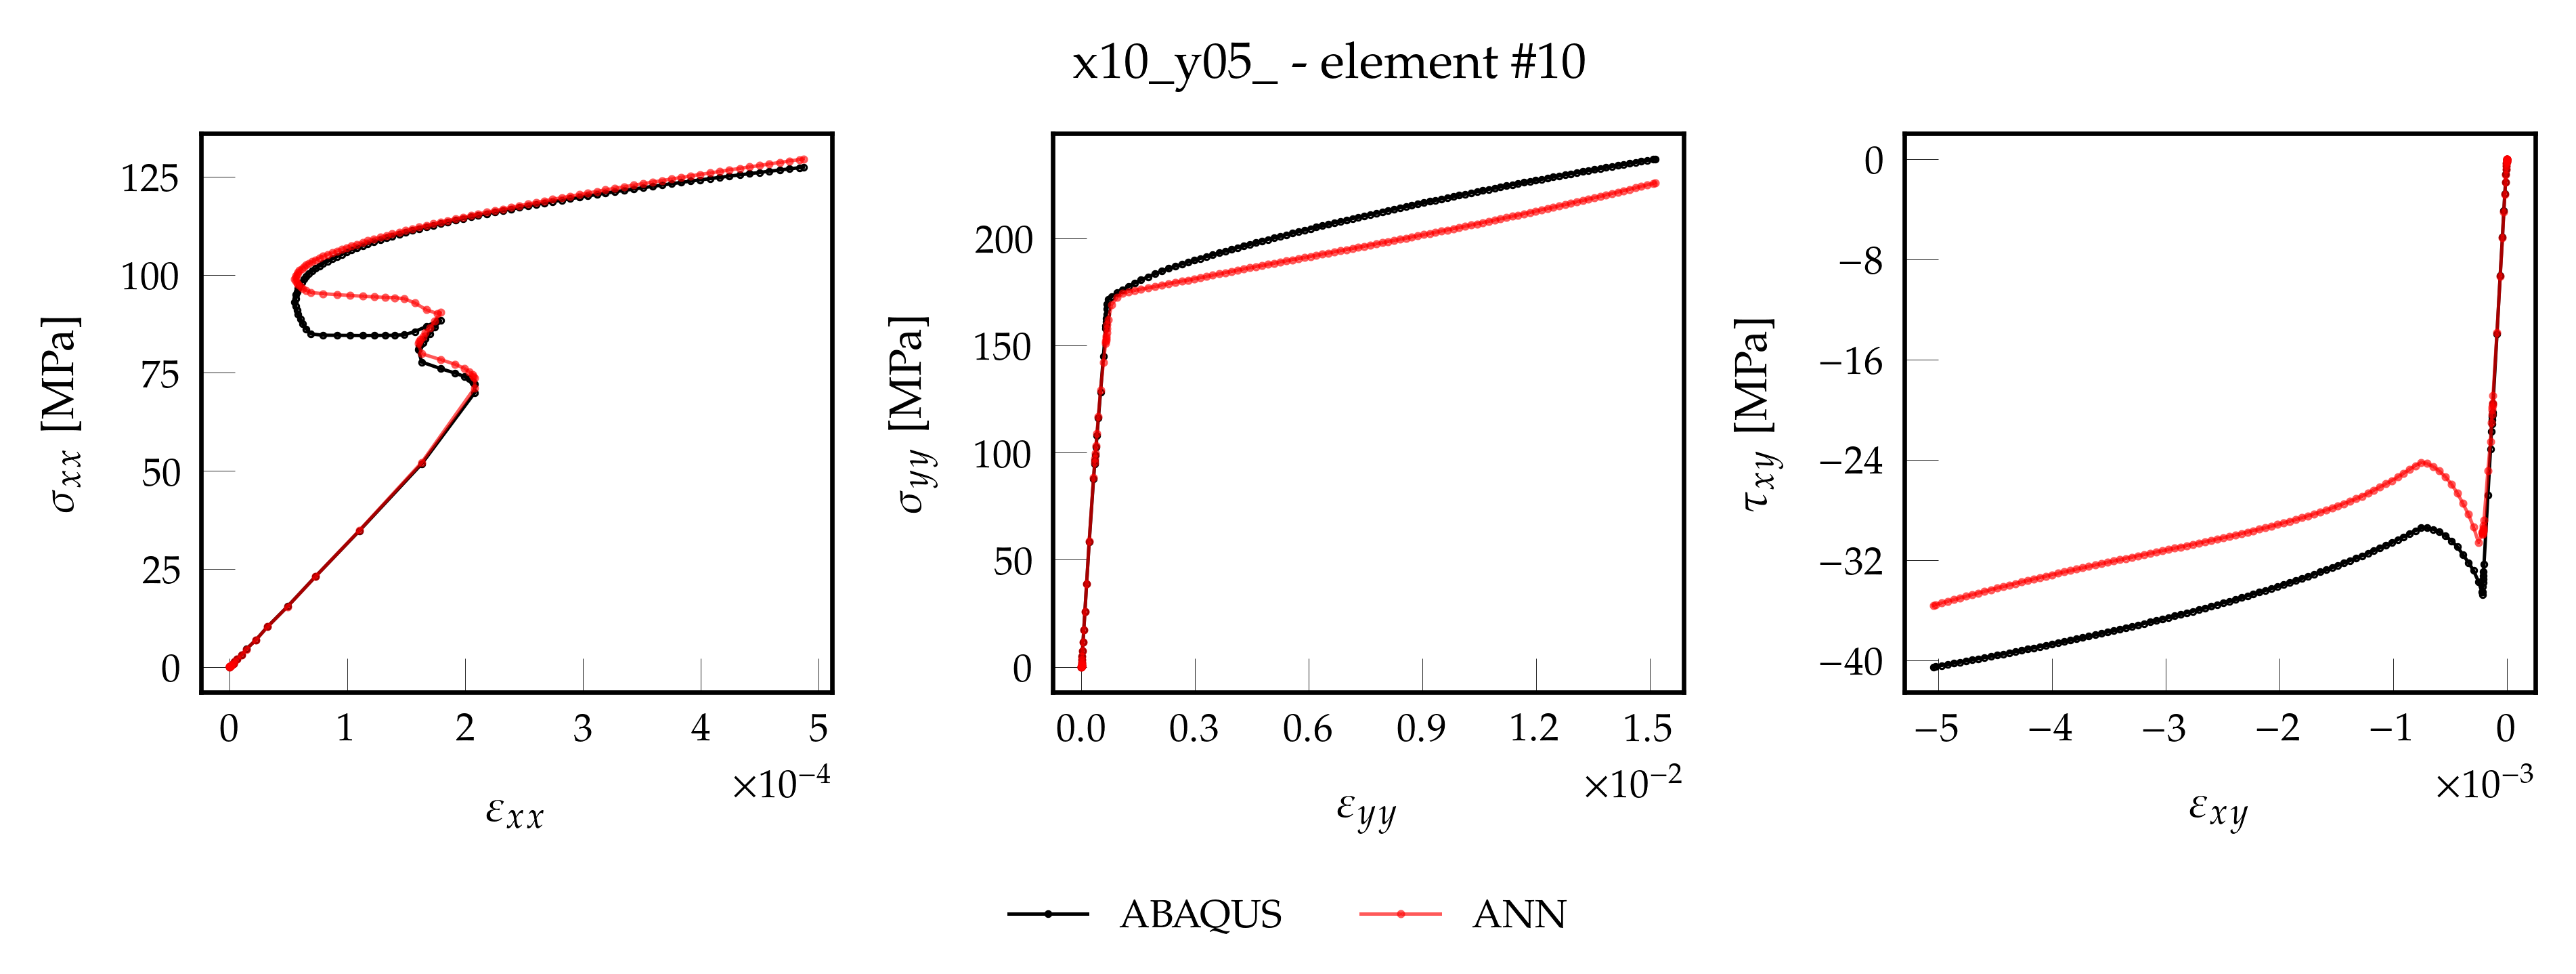 x10_y05_ - element #10
σxx [MPa]
125
100
75
50
25
0
0 1 2 3 4 5
×10⁻⁴
εxx
σyy [MPa]
200
150
100
50
0
0.0 0.3 0.6 0.9 1.2 1.5
×10⁻²
εyy
τxy [MPa]
0
−8
−16
−24
−32
−40
−5 −4 −3 −2 −1 0
×10⁻³
εxy
ABAQUS ANN